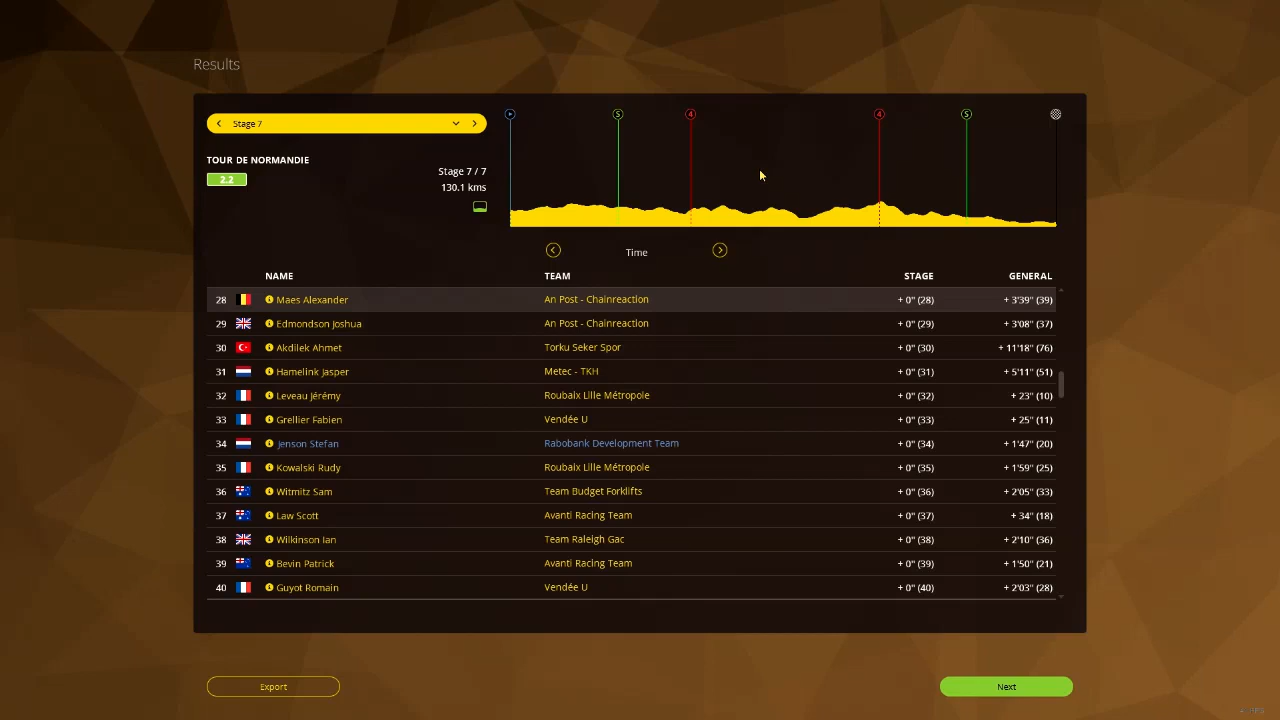 Results
Stage 7
TOUR DE NORMANDIE
2.2
Stage 7 / 7
130.1 kms
S 4 4 S
Time
NAME TEAM STAGE GENERAL
28 Maes Alexander An Post - Chainreaction + 0" (28) + 3'39" (39)
29 Edmondson Joshua An Post - Chainreaction + 0" (29) + 3'08" (37)
30 Akdilek Ahmet Torku Seker Spor + 0" (30) + 11'18" (76)
31 Hamelink Jasper Metec - TKH + 0" (31) + 5'11" (51)
32 Leveau Jérémy Roubaix Lille Métropole + 0" (32) + 23" (10)
33 Grellier Fabien Vendée U + 0" (33) + 25" (11)
34 Jenson Stefan Rabobank Development Team + 0" (34) + 1'47" (20)
35 Kowalski Rudy Roubaix Lille Métropole + 0" (35) + 1'59" (25)
36 Witmitz Sam Team Budget Forklifts + 0" (36) + 2'05" (33)
37 Law Scott Avanti Racing Team + 0" (37) + 34" (18)
38 Wilkinson Ian Team Raleigh Gac + 0" (38) + 2'10" (36)
39 Bevin Patrick Avanti Racing Team + 0" (39) + 1'50" (21)
40 Guyot Romain Vendée U + 0" (40) + 2'03" (28)
Export Next